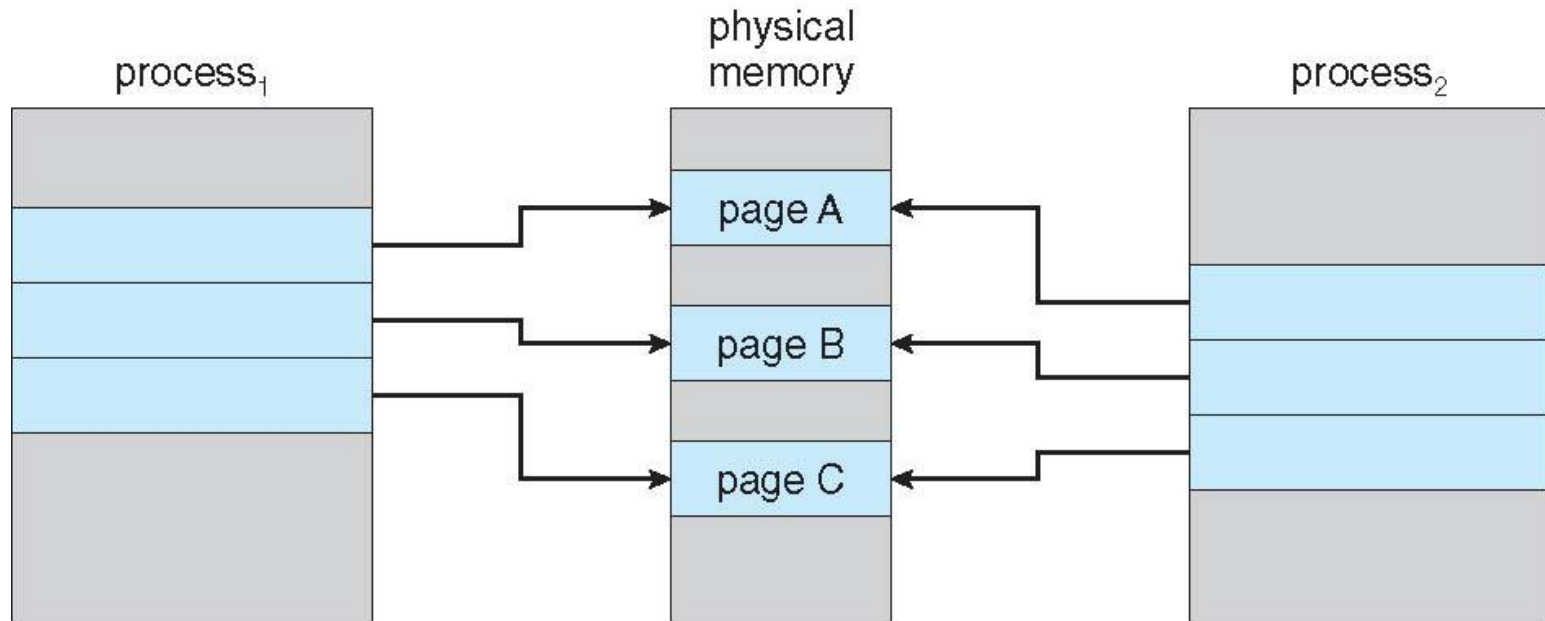 physical
memory
process₁
process₂
page A
page B
page C